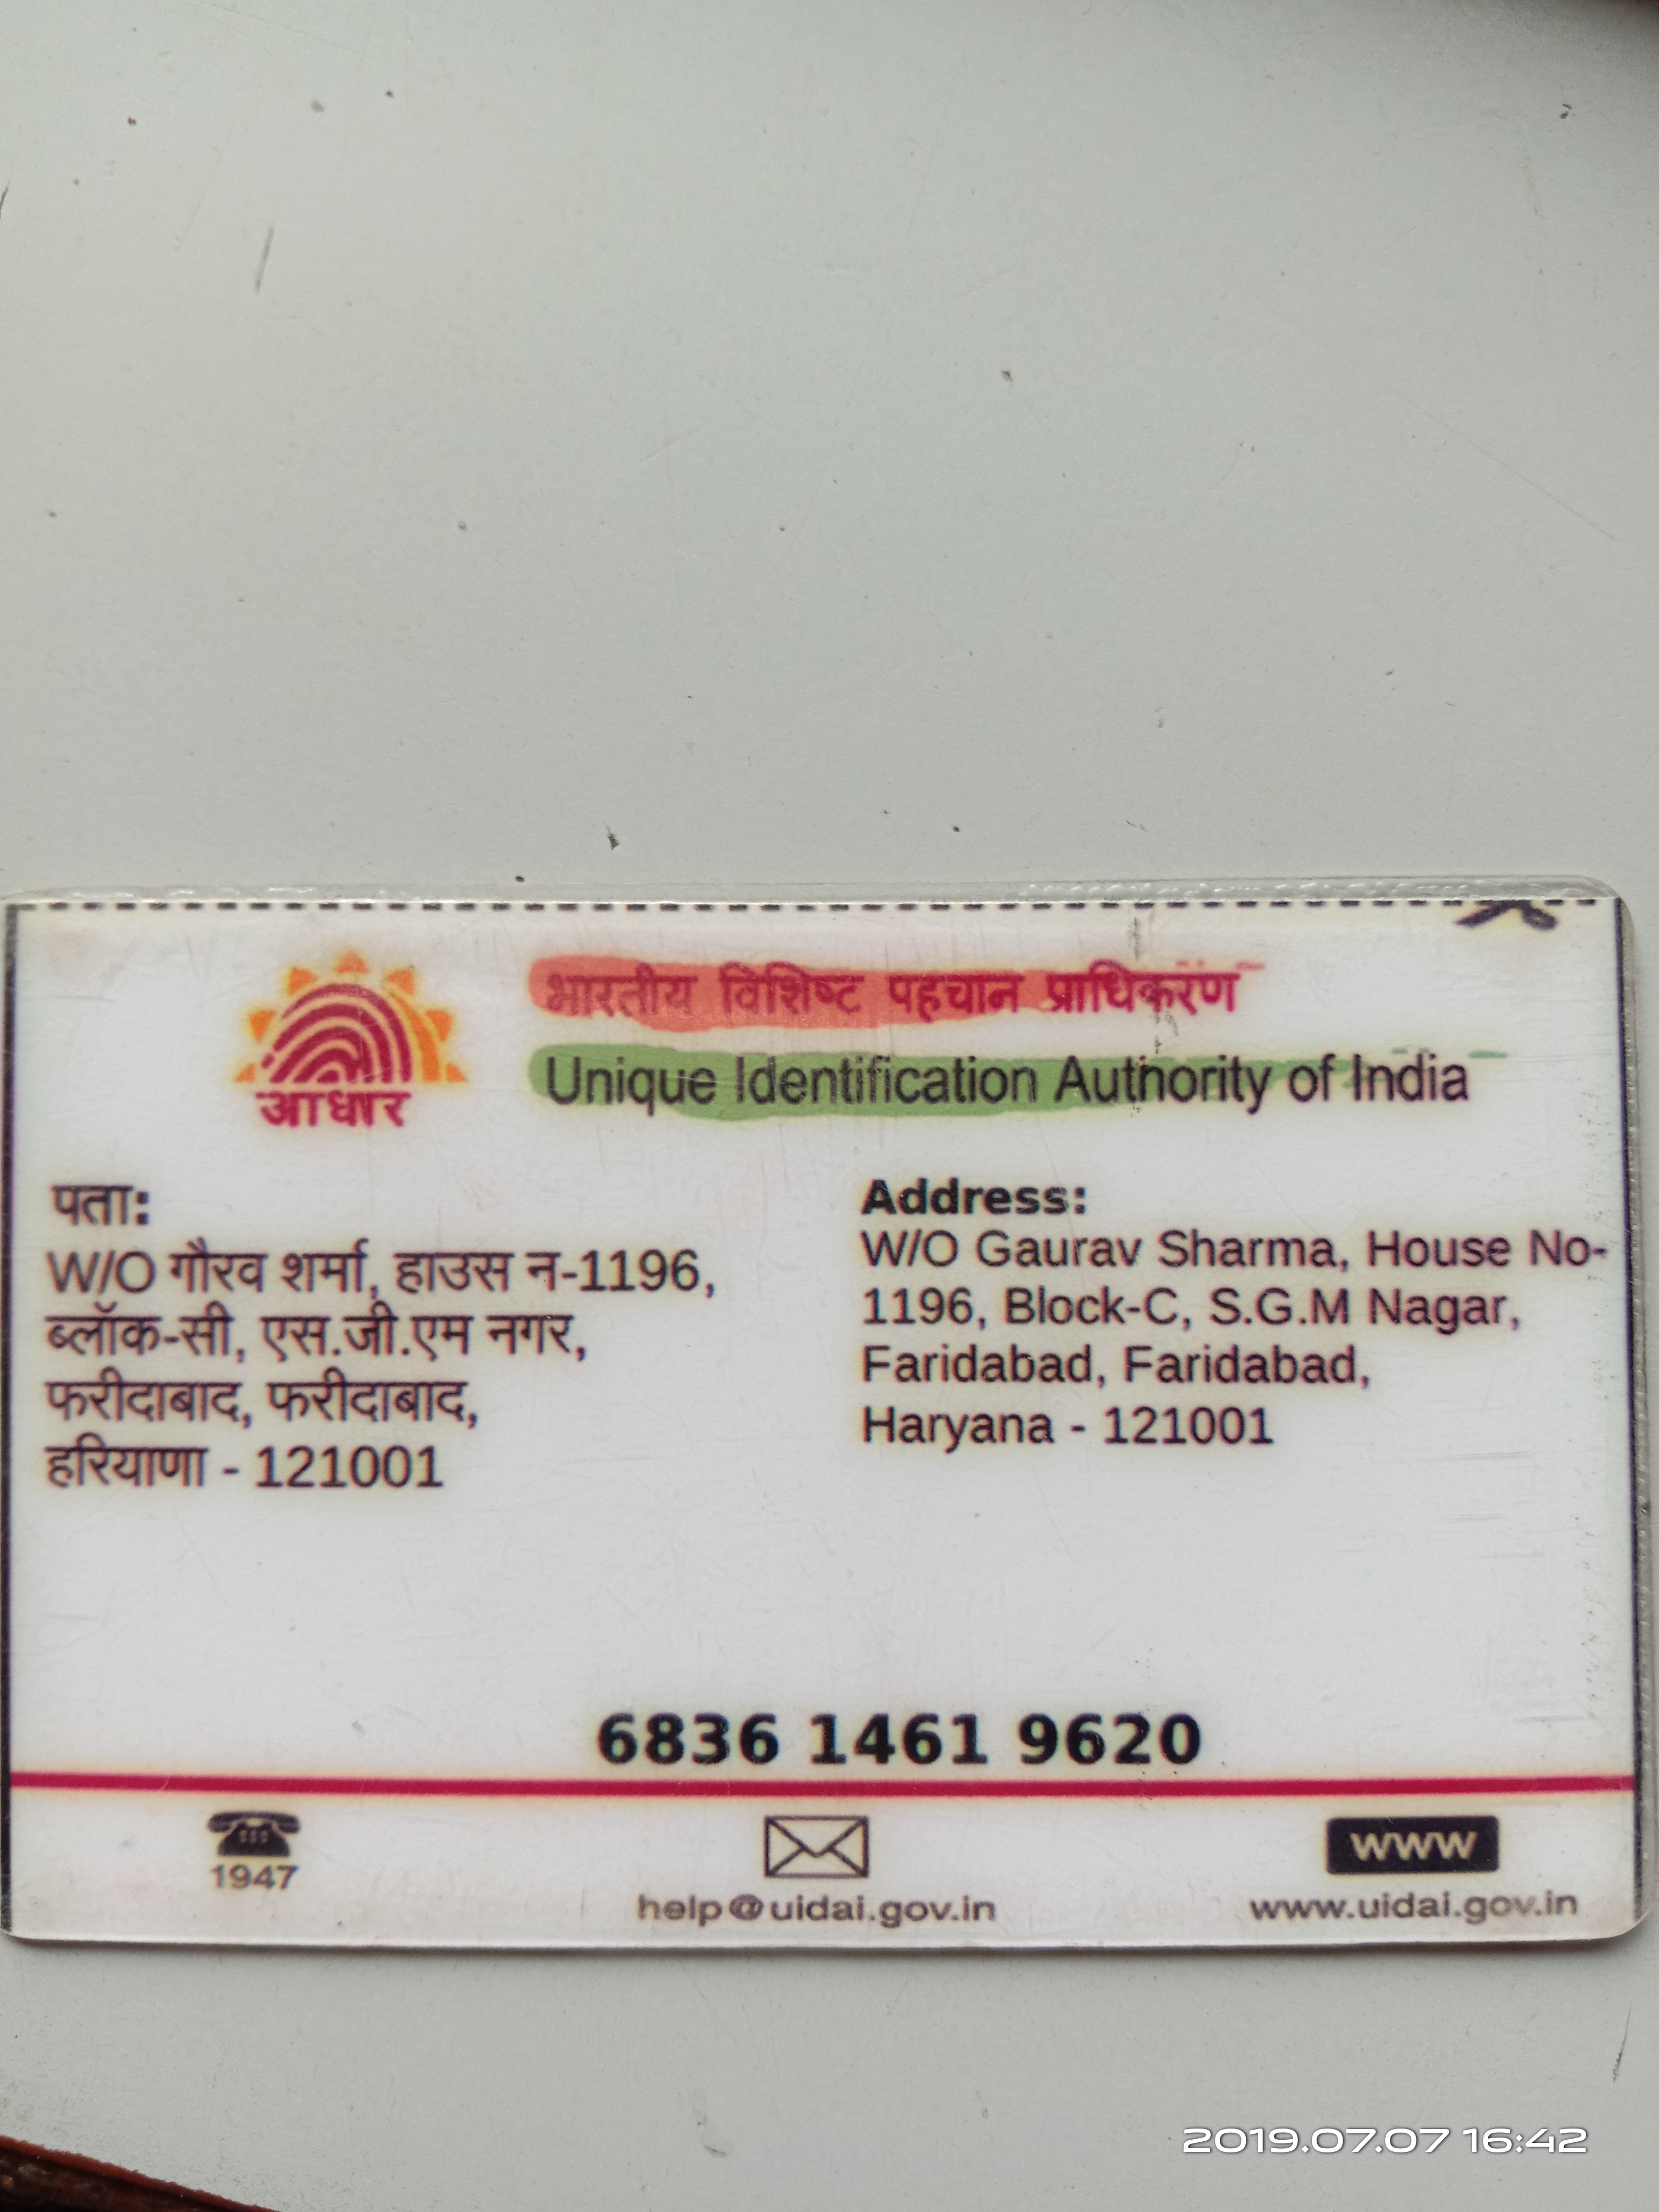 भारतीय विशिष्ट पहचान प्राधिकरण
Unique Identification Authority of India
आधार
पता:
W/O गौरव शर्मा, हाउस न-1196,
ब्लॉक-सी, एस.जी.एम नगर,
फरीदाबाद, फरीदाबाद,
हरियाणा - 121001
Address:
W/O Gaurav Sharma, House No-
1196, Block-C, S.G.M Nagar,
Faridabad, Faridabad,
Haryana - 121001
6836 1461 9620
1947
help@uidai.gov.in
www
www.uidai.gov.in
2019.07.07 16:42